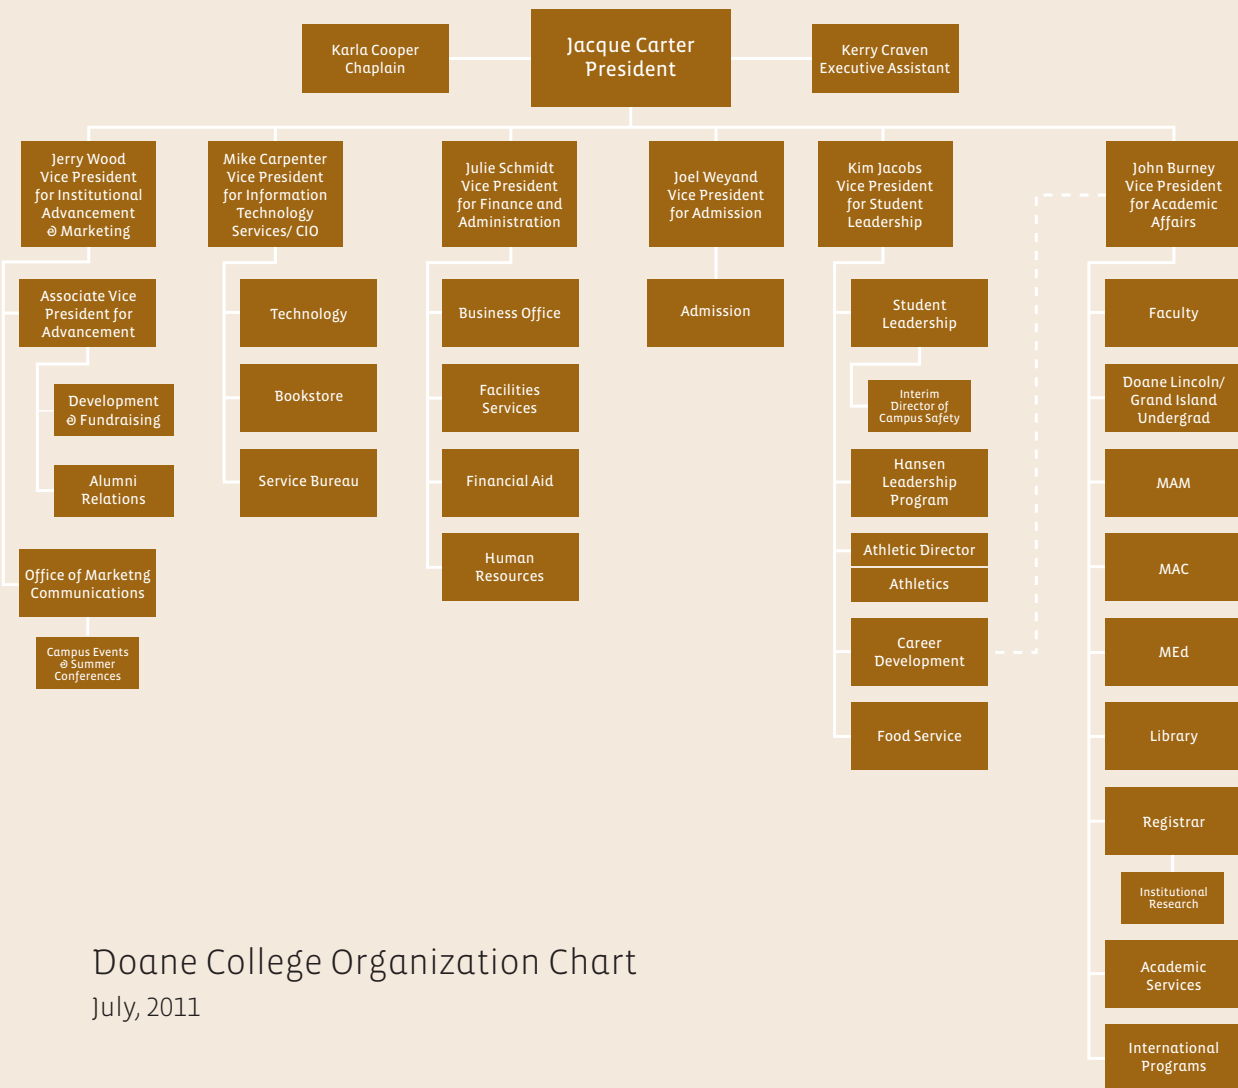 Karla Cooper
Chaplain
Jacque Carter
President
Kerry Craven
Executive Assistant
Jerry Wood
Vice President
for Institutional
Advancement
& Marketing
Mike Carpenter
Vice President
for Information
Technology
Services/ CIO
Julie Schmidt
Vice President
for Finance and
Administration
Joel Weyand
Vice President
for Admission
Kim Jacobs
Vice President
for Student
Leadership
John Burney
Vice President
for Academic
Affairs
Associate Vice
President for
Advancement
Development
& Fundraising
Alumni
Relations
Office of Marketng
Communications
Campus Events
& Summer
Conferences
Technology
Bookstore
Service Bureau
Business Office
Facilities
Services
Financial Aid
Human
Resources
Admission
Student
Leadership
Interim
Director of
Campus Safety
Hansen
Leadership
Program
Athletic Director
Athletics
Career
Development
Food Service
Faculty
Doane Lincoln/
Grand Island
Undergrad
MAM
MAC
MEd
Library
Registrar
Institutional
Research
Academic
Services
International
Programs
Doane College Organization Chart
July, 2011